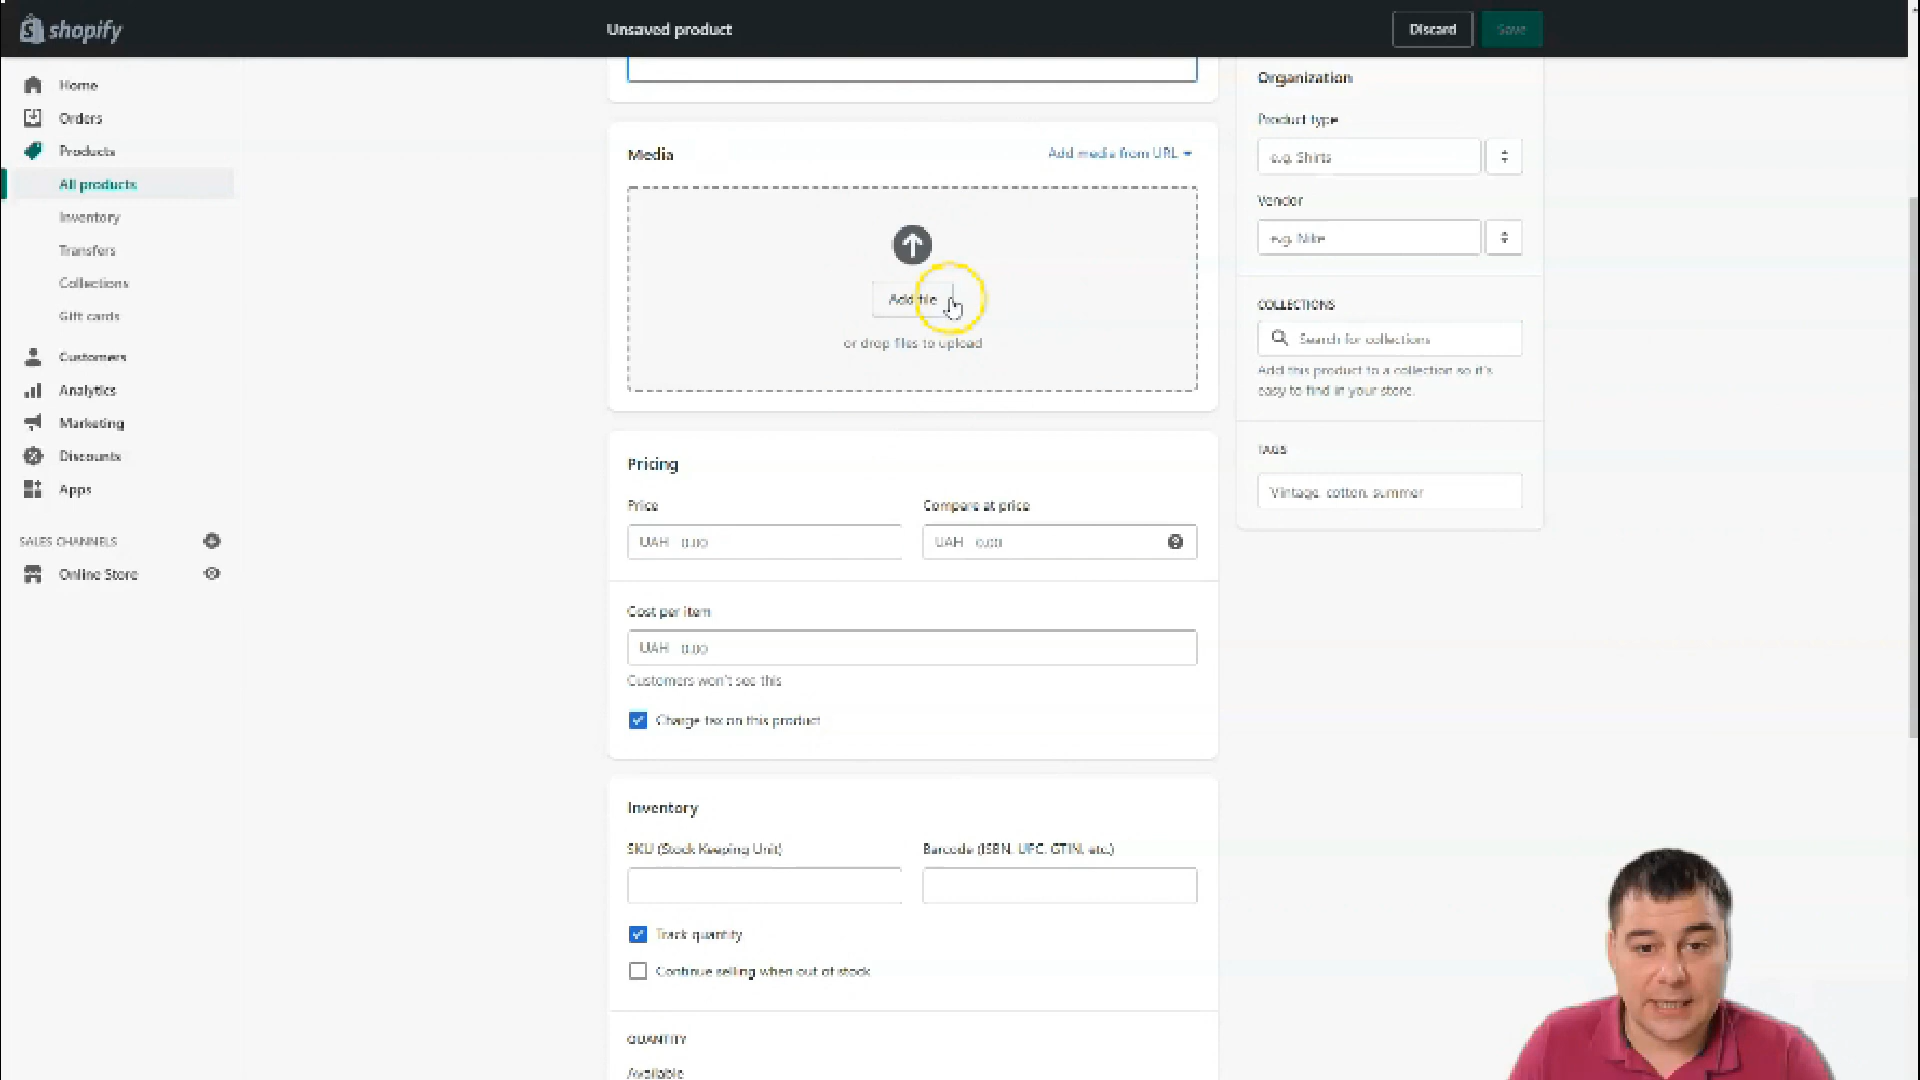 shopify
Unsaved product
Discard
Save
Home
Orders
Products
All products
Inventory
Transfers
Collections
Gift cards
Customers
Analytics
Marketing
Discounts
Apps
SALES CHANNELS
Online Store
Media
Add media from URL
Add file
or drop files to upload
Pricing
Price
Compare at price
UAH 0.00
UAH 0.00
Cost per item
UAH 0.00
Customers won't see this
Charge tax on this product
Inventory
SKU (Stock Keeping Unit)
Barcode (ISBN, UPC, GTIN, etc.)
Track quantity
Continue selling when out of stock
QUANTITY
Available
Organization
Product type
e.g. Shirts
Vendor
e.g. Nike
COLLECTIONS
Search for collections
Add this product to a collection so it's
easy to find in your store.
TAGS
Vintage, cotton, summer